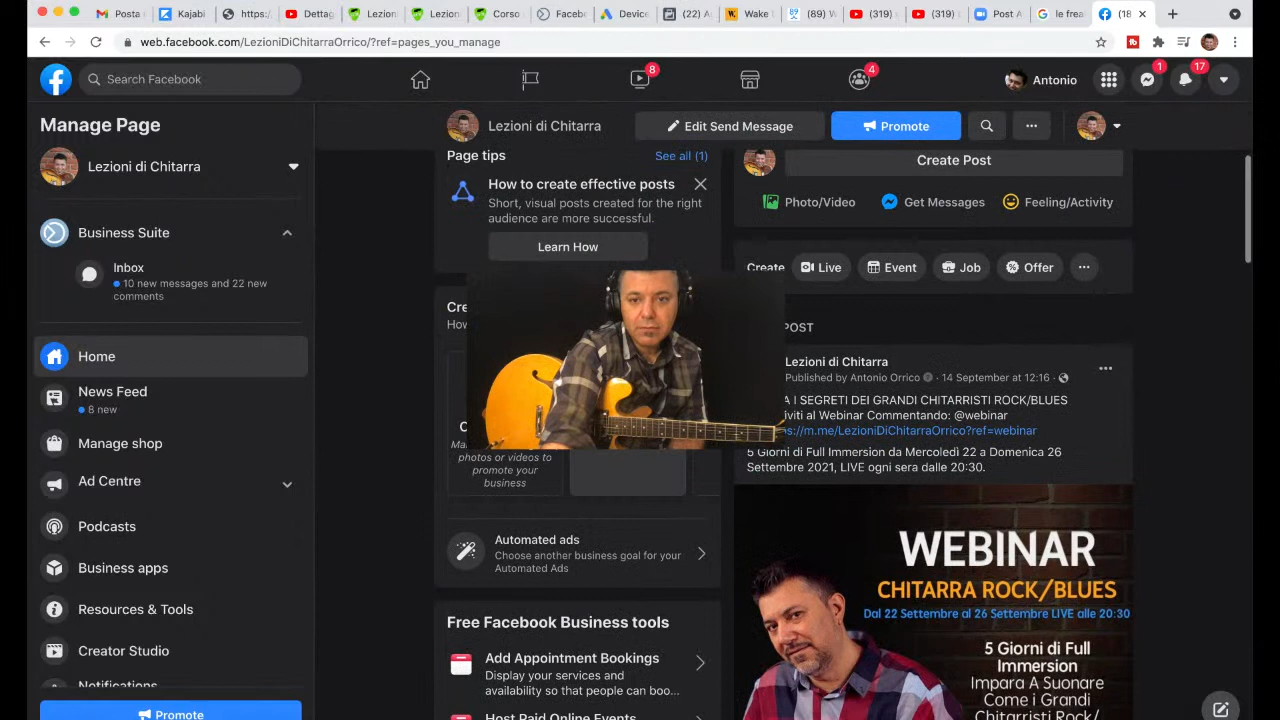 Posta
Kajabi
https:/
Dettag
Lezion
Lezion
Corso
Faceb
Device
(22) A
Wake
(89) W
(319)
(319)
Post A
le frea
(18
web.facebook.com/LezioniDiChitarraOrrico/?ref=pages_you_manage
Search Facebook
8
4
Antonio
1
17
Manage Page
Lezioni di Chitarra
Edit Send Message
Promote
Lezioni di Chitarra
Business Suite
Inbox
10 new messages and 22 new
comments
Home
News Feed
8 new
Manage shop
Ad Centre
Podcasts
Business apps
Resources & Tools
Creator Studio
Notifications
Promote
Page tips
See all (1)
How to create effective posts
Short, visual posts created for the right
audience are more successful.
Learn How
Cre
How
C
Ma
photos or videos to
promote your
business
Automated ads
Choose another business goal for your
Automated Ads
Free Facebook Business tools
Add Appointment Bookings
Display your services and
availability so that people can boo...
Host Paid Online Events
Create Post
Photo/Video
Get Messages
Feeling/Activity
Create
Live
Event
Job
Offer
POST
Lezioni di Chitarra
Published by Antonio Orrico · 14 September at 12:16 ·
A I SEGRETI DEI GRANDI CHITARRISTI ROCK/BLUES
iviti al Webinar Commentando: @webinar
s://m.me/LezioniDiChitarraOrrico?ref=webinar
5 Giorni di Full Immersion da Mercoledì 22 a Domenica 26
Settembre 2021, LIVE ogni sera dalle 20:30.
WEBINAR
CHITARRA ROCK/BLUES
Dal 22 Settembre al 26 Settembre LIVE alle 20:30
5 Giorni di Full
Immersion
Impara A Suonare
Come i Grandi
Chitarristi Rock/